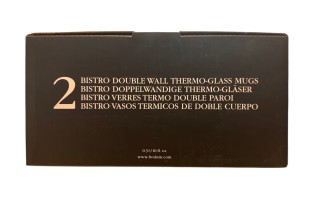 2
BISTRO DOUBLE WALL THERMO-GLASS MUGS
BISTRO DOPPELWANDIGE THERMO-GLÄSER
BISTRO VERRES TERMO DOUBLE PAROI
BISTRO VASOS TERMICOS DE DOBLE CUERPO
www.bodum.com